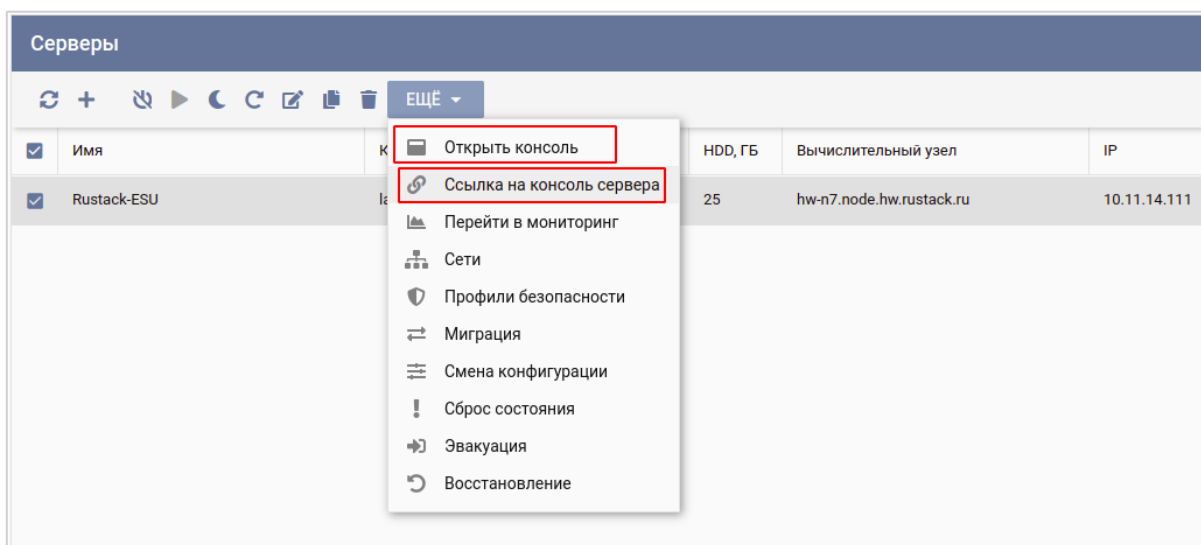 Серверы
ЕЩЁ
Имя HDD, ГБ Вычислительный узел IP
Rustack-ESU 25 hw-n7.node.hw.rustack.ru 10.11.14.111
Открыть консоль
Ссылка на консоль сервера
Перейти в мониторинг
Сети
Профили безопасности
Миграция
Смена конфигурации
Сброс состояния
Эвакуация
Восстановление